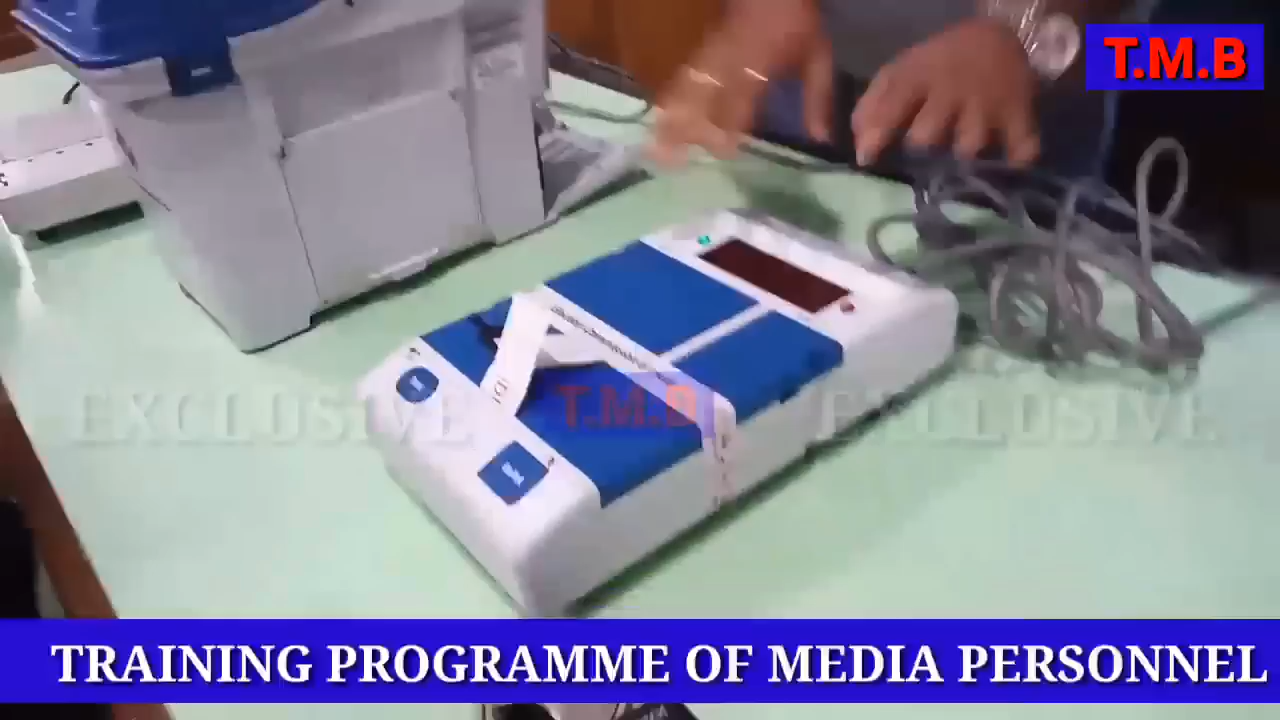 T.M.B
EXCLUSIVE T.M.B EXCLUSIVE
TRAINING PROGRAMME OF MEDIA PERSONNEL